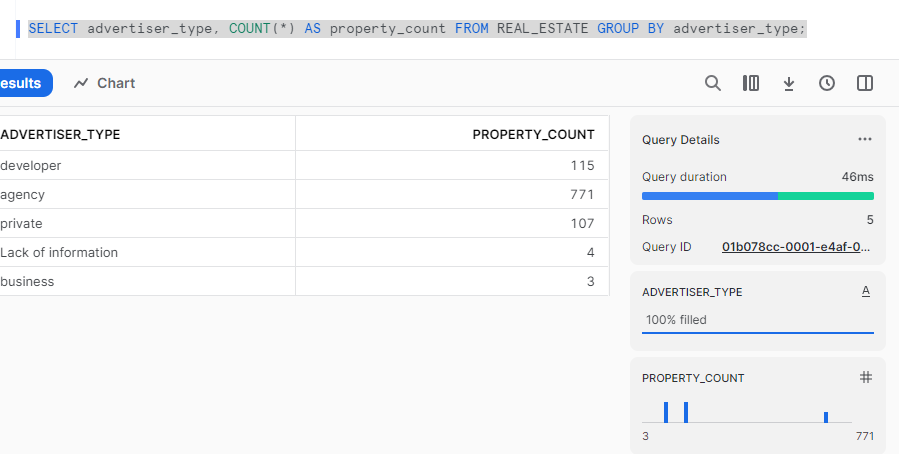 SELECT advertiser_type, COUNT(*) AS property_count FROM REAL_ESTATE GROUP BY advertiser_type;
esults Chart
ADVERTISER_TYPE PROPERTY_COUNT
developer 115
agency 771
private 107
Lack of information 4
business 3
Query Details ...
Query duration 46ms
Rows 5
Query ID 01b078cc-0001-e4af-0...
ADVERTISER_TYPE A
100% filled
PROPERTY_COUNT #
3 771